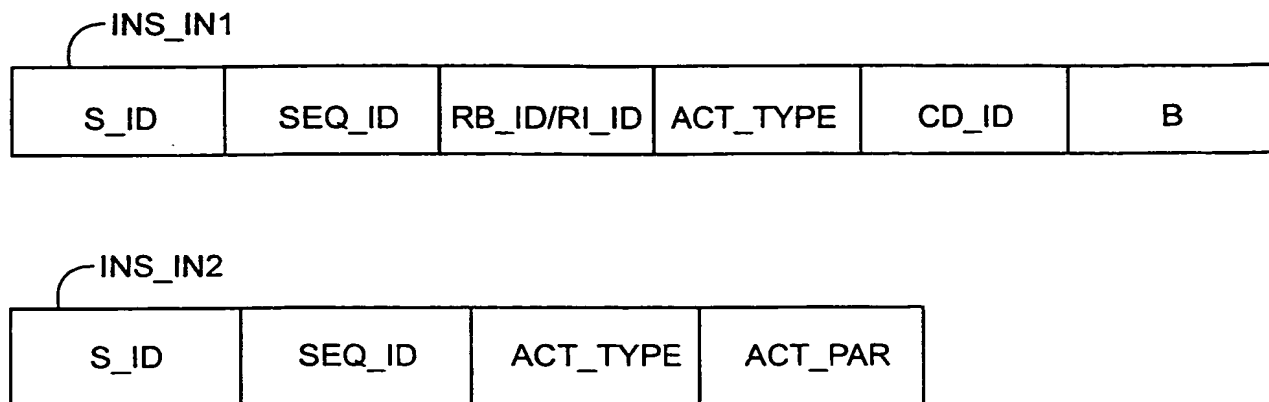 INS_IN1
S_ID SEQ_ID RB_ID/RI_ID ACT_TYPE CD_ID B
INS_IN2
S_ID SEQ_ID ACT_TYPE ACT_PAR